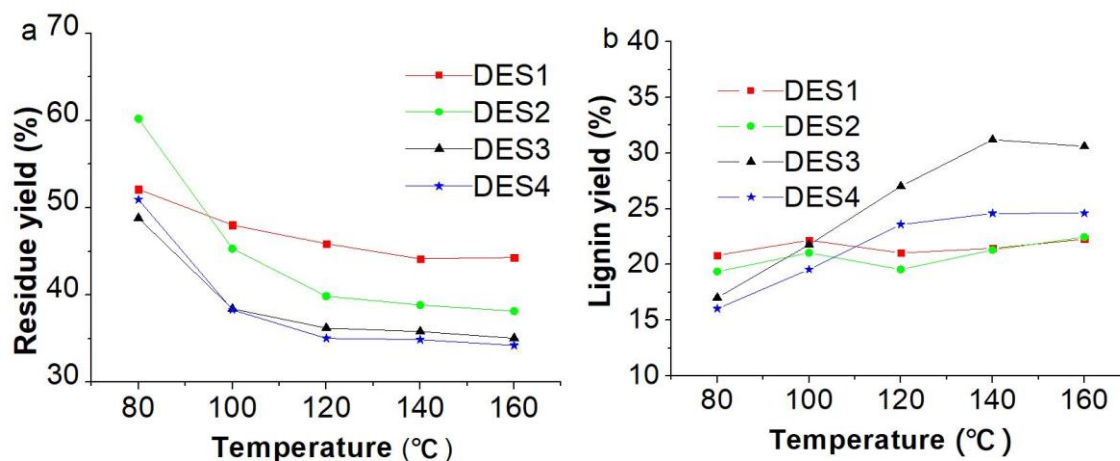 a
Residue yield (%)
70
60
50
40
30
80 100 120 140 160
Temperature (℃)
DES1
DES2
DES3
DES4
b
Lignin yield (%)
40
35
30
25
20
15
10
80 100 120 140 160
Temperature (℃)
DES1
DES2
DES3
DES4